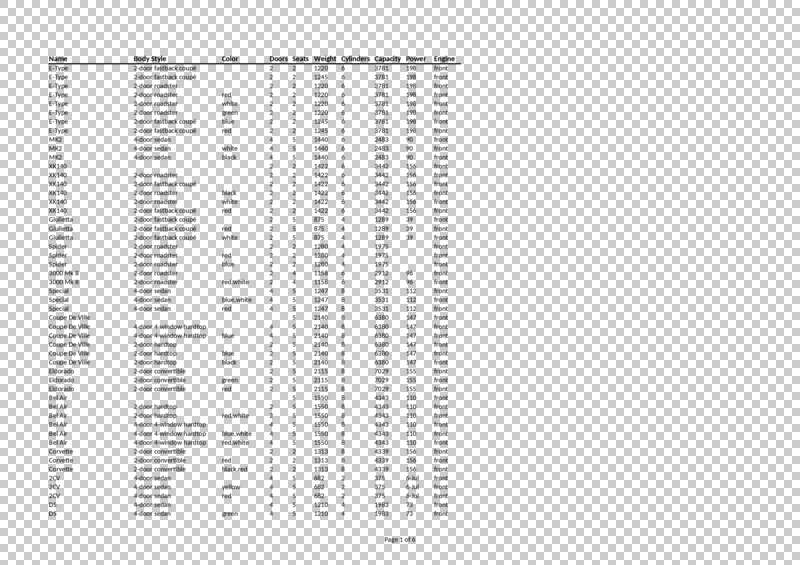 Name Body Style Color Doors Seats Weight Cylinders Capacity Power Engine
E-Type 2-door fastback coupé 2 2 1220 6 3781 198 front
E-Type 2-door fastback coupé 2 2 1245 6 3781 198 front
E-Type 2-door roadster 2 2 1220 6 3781 198 front
E-Type 2-door roadster red 2 2 1220 6 3781 198 front
E-Type 2-door roadster white 2 2 1220 6 3781 198 front
E-Type 2-door roadster green 2 2 1220 6 3781 198 front
E-Type 2-door fastback coupé blue 2 2 1245 6 3781 198 front
E-Type 2-door fastback coupé red 2 2 1245 6 3781 198 front
MK2 4-door sedan 4 5 1440 6 2483 90 front
MK2 4-door sedan white 4 5 1440 6 2483 90 front
MK2 4-door sedan black 4 5 1440 6 2483 90 front
XK140 2 2 1422 6 3442 156 front
XK140 2-door roadster 2 2 1422 6 3442 156 front
XK140 2-door fastback coupé 2 2 1422 6 3442 156 front
XK140 2-door roadster black 2 2 1422 6 3442 156 front
XK140 2-door roadster white 2 2 1422 6 3442 156 front
XK140 2-door fastback coupé red 2 2 1422 6 3442 156 front
Giulietta 2-door fastback coupé 2 5 875 4 1289 39 front
Giulietta 2-door fastback coupé red 2 5 875 4 1289 39 front
Giulietta 2-door fastback coupé white 2 5 875 4 1289 39 front
Spider 2-door roadster 2 2 1280 4 1975 front
Spider 2-door roadster red 2 2 1280 4 1975 front
Spider 2-door roadster blue 2 2 1280 4 1975 front
3000 Mk II 2-door roadster 2 4 1158 6 2912 96 front
3000 Mk II 2-door roadster red,white 2 4 1158 6 2912 96 front
Special 4-door sedan 4 5 1247 8 3531 112 front
Special 4-door sedan blue,white 4 5 1247 8 3531 112 front
Special 4-door sedan red 4 5 1247 8 3531 112 front
Coupe De Ville 5 2140 8 6380 147 front
Coupe De Ville 4-door 4-window hardtop 4 5 2140 8 6380 147 front
Coupe De Ville 4-door 4-window hardtop blue 4 5 2140 8 6380 147 front
Coupe De Ville 2-door hardtop 2 5 2140 8 6380 147 front
Coupe De Ville 2-door hardtop blue 2 5 2140 8 6380 147 front
Coupe De Ville 2-door hardtop black 2 5 2140 8 6380 147 front
Eldorado 2-door convertible 2 5 2115 8 7029 155 front
Eldorado 2-door convertible green 2 5 2115 8 7029 155 front
Eldorado 2-door convertible red 2 5 2115 8 7029 155 front
Bel Air 5 1550 8 4343 110 front
Bel Air 2-door hardtop 2 5 1550 8 4343 110 front
Bel Air 2-door hardtop red,white 2 5 1550 8 4343 110 front
Bel Air 4-door 4-window hardtop 4 5 1550 8 4343 110 front
Bel Air 4-door 4-window hardtop blue,white 4 5 1550 8 4343 110 front
Bel Air 4-door 4-window hardtop red,white 4 5 1550 8 4343 110 front
Corvette 2-door convertible 2 2 1313 8 4339 156 front
Corvette 2-door convertible red 2 2 1313 8 4339 156 front
Corvette 2-door convertible black,red 2 2 1313 8 4339 156 front
2CV 4-door sedan 4 5 682 2 375 6-Jul front
2CV 4-door sedan yellow 4 5 682 2 375 6-Jul front
2CV 4-door sedan red 4 5 682 2 375 6-Jul front
DS 4-door sedan 4 5 1210 4 1983 73 front
DS 4-door sedan green 4 5 1210 4 1983 73 front
Page 1 of 6